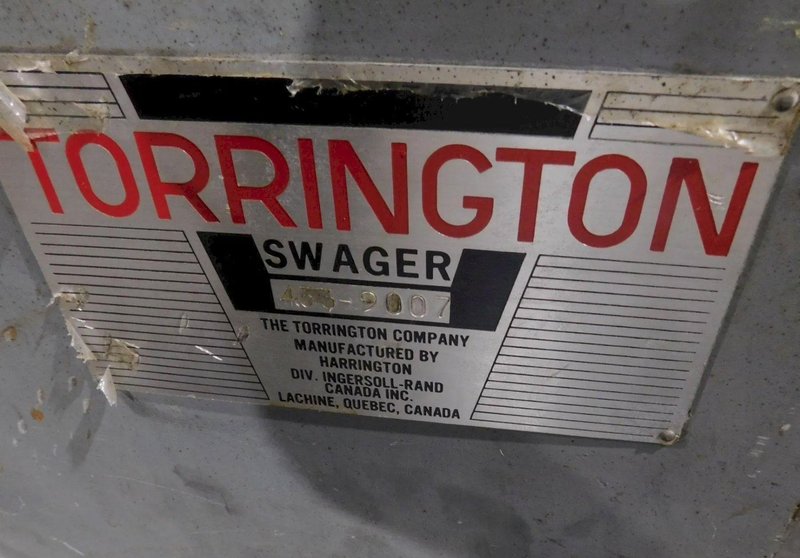 TORRINGTON
SWAGER
THE TORRINGTON COMPANY
MANUFACTURED BY
HARRINGTON
DIV. INGERSOLL-RAND
CANADA INC.
LACHINE, QUEBEC, CANADA